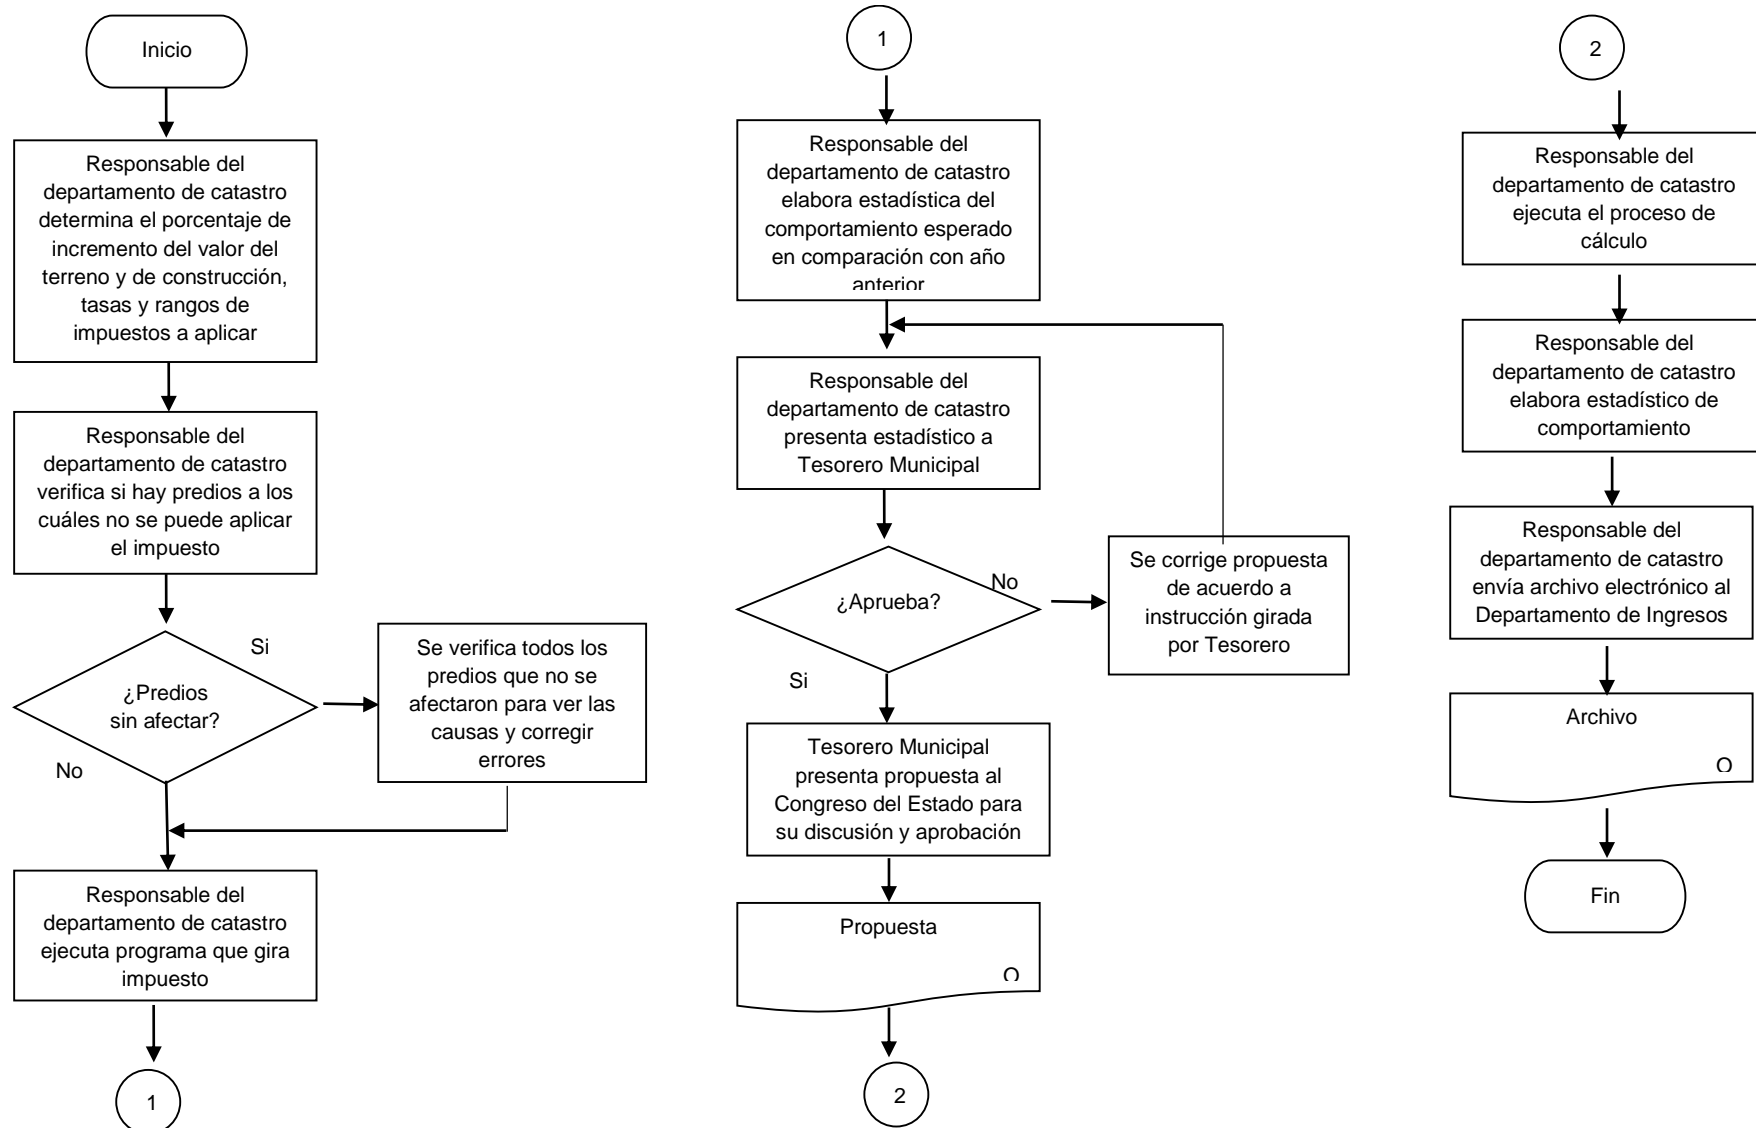 Inicio
Responsable del
departamento de catastro
determina el porcentaje de
incremento del valor del
terreno y de construcción,
tasas y rangos de
impuestos a aplicar
Responsable del
departamento de catastro
verifica si hay predios a los
cuáles no se puede aplicar
el impuesto
¿Predios
sin afectar?
Si
No
Se verifica todos los
predios que no se
afectaron para ver las
causas y corregir
errores
Responsable del
departamento de catastro
ejecuta programa que gira
impuesto
1
1
Responsable del
departamento de catastro
elabora estadística del
comportamiento esperado
en comparación con año
anterior
Responsable del
departamento de catastro
presenta estadístico a
Tesorero Municipal
¿Aprueba?
No
Si
Se corrige propuesta
de acuerdo a
instrucción girada
por Tesorero
Tesorero Municipal
presenta propuesta al
Congreso del Estado para
su discusión y aprobación
Propuesta
O
2
2
Responsable del
departamento de catastro
ejecuta el proceso de
cálculo
Responsable del
departamento de catastro
elabora estadístico de
comportamiento
Responsable del
departamento de catastro
envía archivo electrónico al
Departamento de Ingresos
Archivo
O
Fin